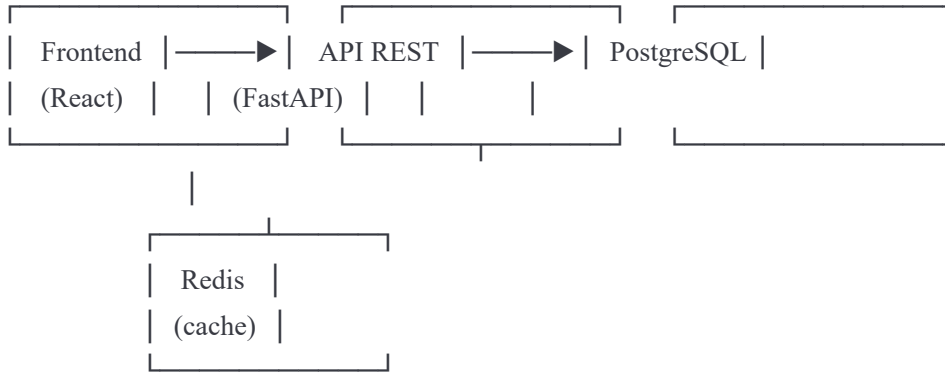 Frontend API REST PostgreSQL
(React) (FastAPI)
Redis
(cache)